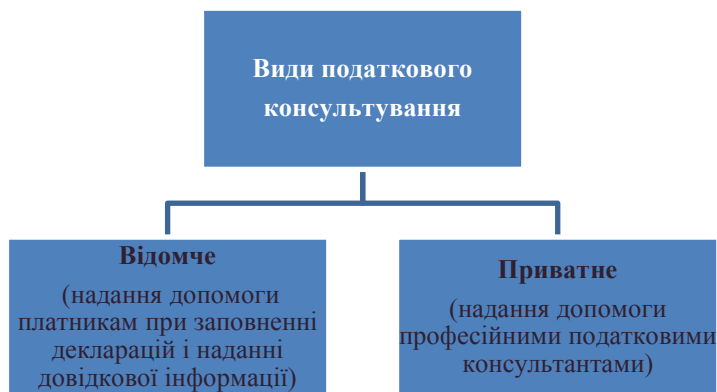 Види податкового
консультування
Відомче
(надання допомоги
платникам при заповненні
декларацій і наданні
довідкової інформації)
Приватне
(надання допомоги
професійними податковими
консультантами)